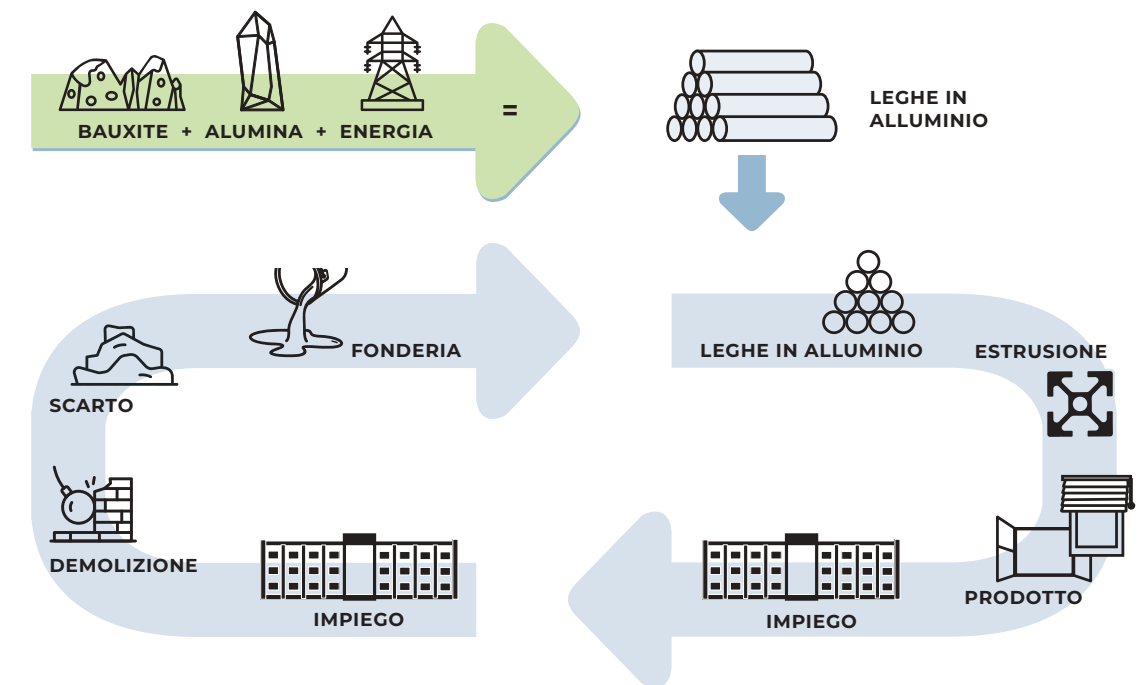 BAUXITE + ALUMINA + ENERGIA
=
LEGHE IN
ALLUMINIO
FONDERIA
LEGHE IN ALLUMINIO
ESTRUSIONE
SCARTO
DEMOLIZIONE
PRODOTTO
IMPIEGO
IMPIEGO